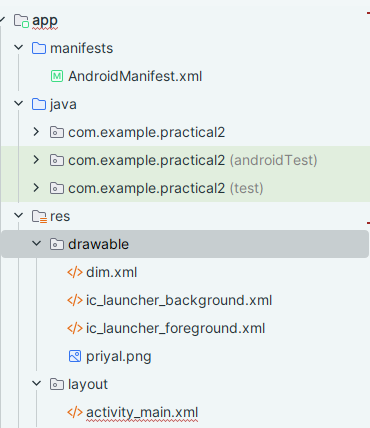 app
manifests
AndroidManifest.xml
java
com.example.practical2
com.example.practical2 (androidTest)
com.example.practical2 (test)
res
drawable
dim.xml
ic_launcher_background.xml
ic_launcher_foreground.xml
priyal.png
layout
activity_main.xml